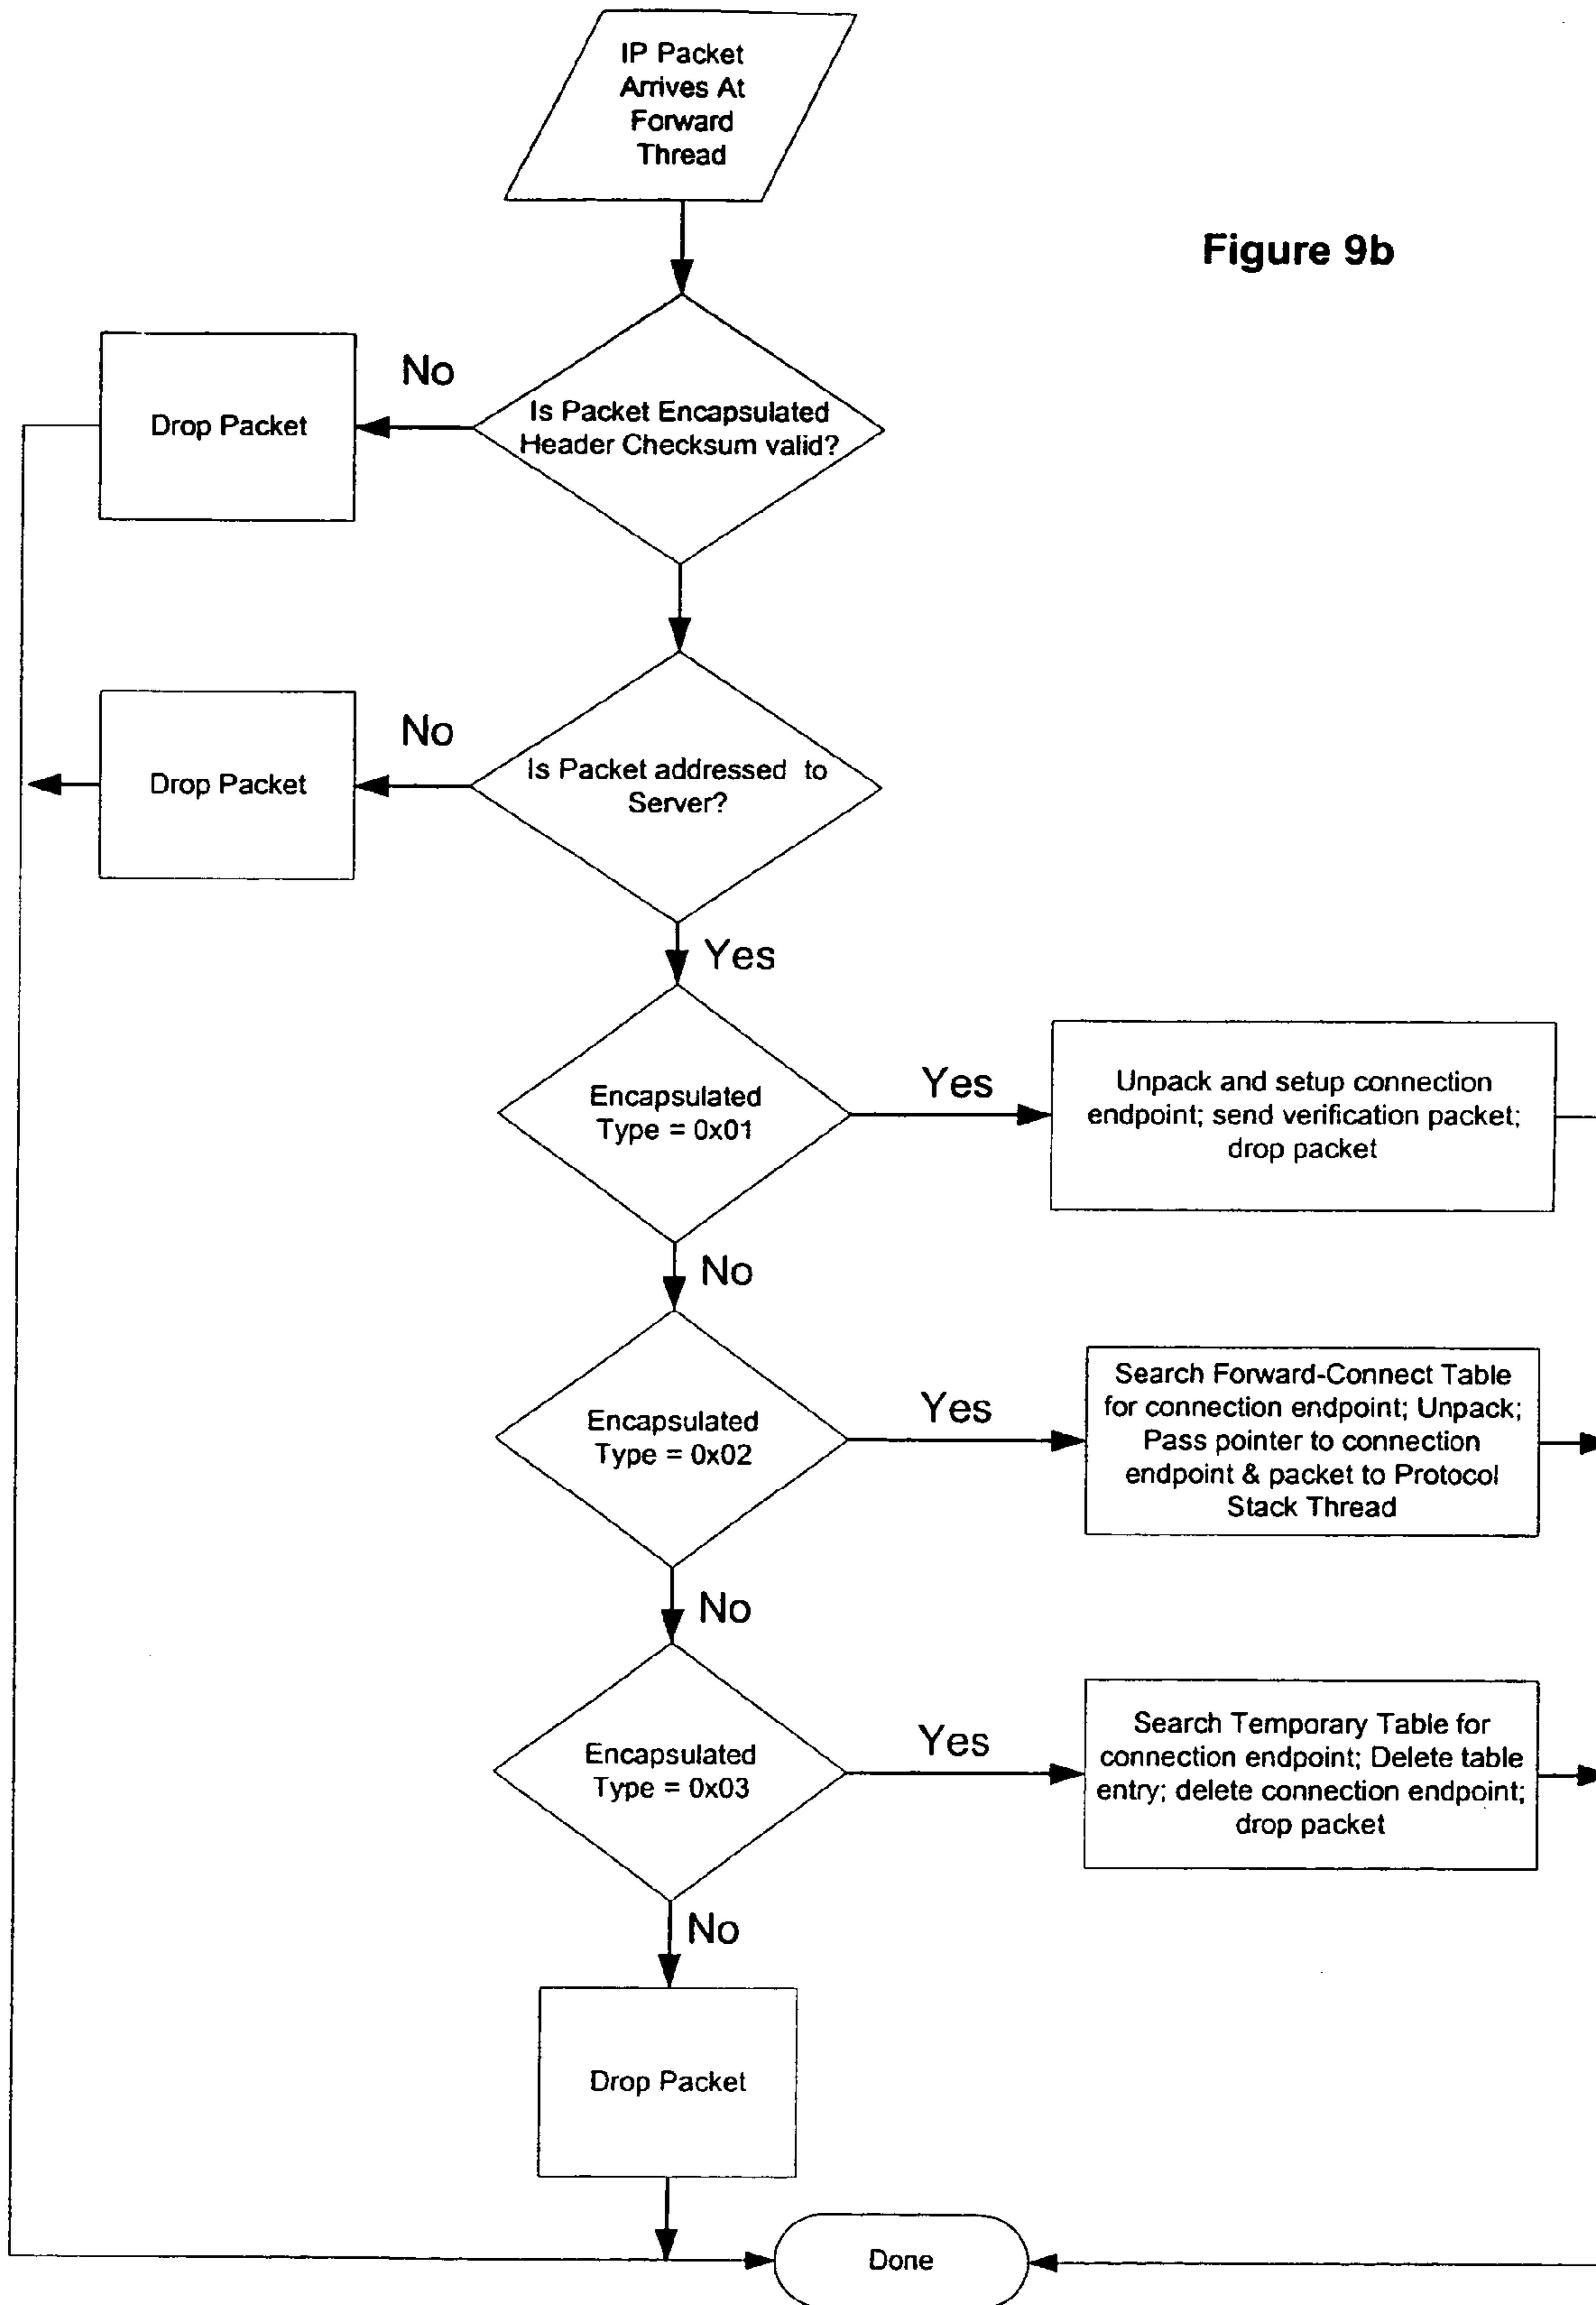 IP Packet
Arrives At
Forward
Thread
Figure 9b
No
Drop Packet
Is Packet Encapsulated
Header Checksum valid?
No
Drop Packet
Is Packet addressed to
Server?
Yes
Encapsulated
Type = 0x01
Yes
Unpack and setup connection
endpoint; send verification packet;
drop packet
No
Encapsulated
Type = 0x02
Yes
Search Forward-Connect Table
for connection endpoint; Unpack;
Pass pointer to connection
endpoint & packet to Protocol
Stack Thread
No
Encapsulated
Type = 0x03
Yes
Search Temporary Table for
connection endpoint; Delete table
entry; delete connection endpoint;
drop packet
No
Drop Packet
Done